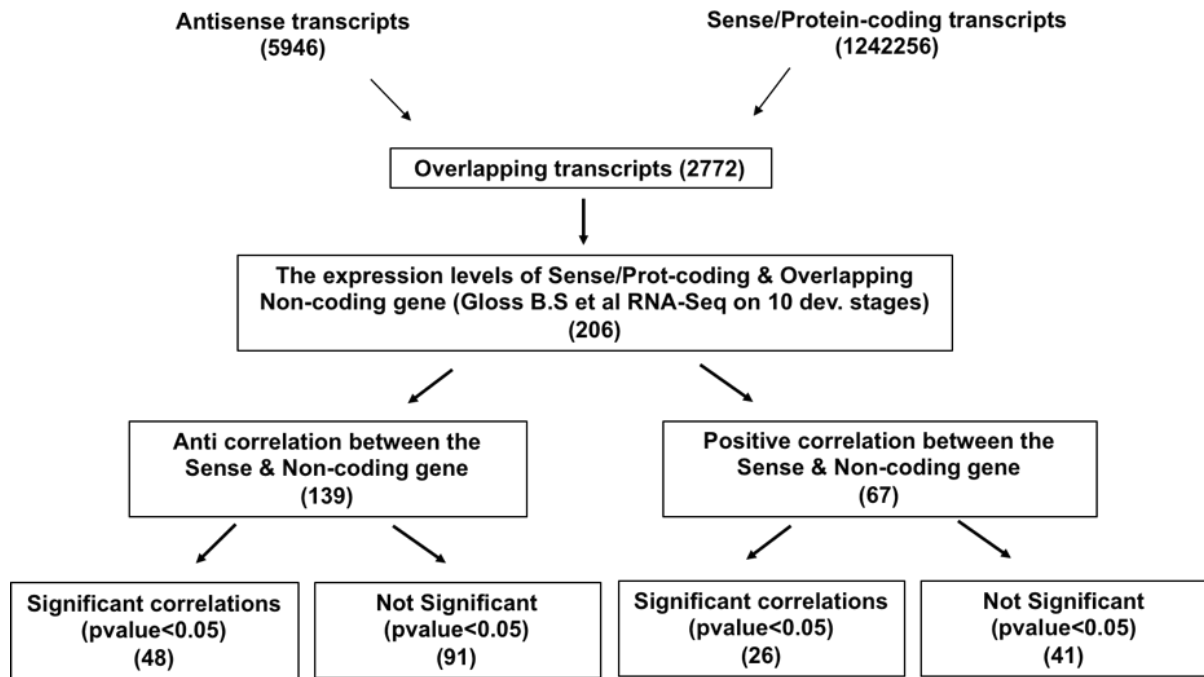 Antisense transcripts
(5946)
Sense/Protein-coding transcripts
(1242256)
Overlapping transcripts (2772)
The expression levels of Sense/Prot-coding & Overlapping
Non-coding gene (Gloss B.S et al RNA-Seq on 10 dev. stages)
(206)
Anti correlation between the
Sense & Non-coding gene
(139)
Positive correlation between the
Sense & Non-coding gene
(67)
Significant correlations
(pvalue<0.05)
(48)
Not Significant
(pvalue<0.05)
(91)
Significant correlations
(pvalue<0.05)
(26)
Not Significant
(pvalue<0.05)
(41)